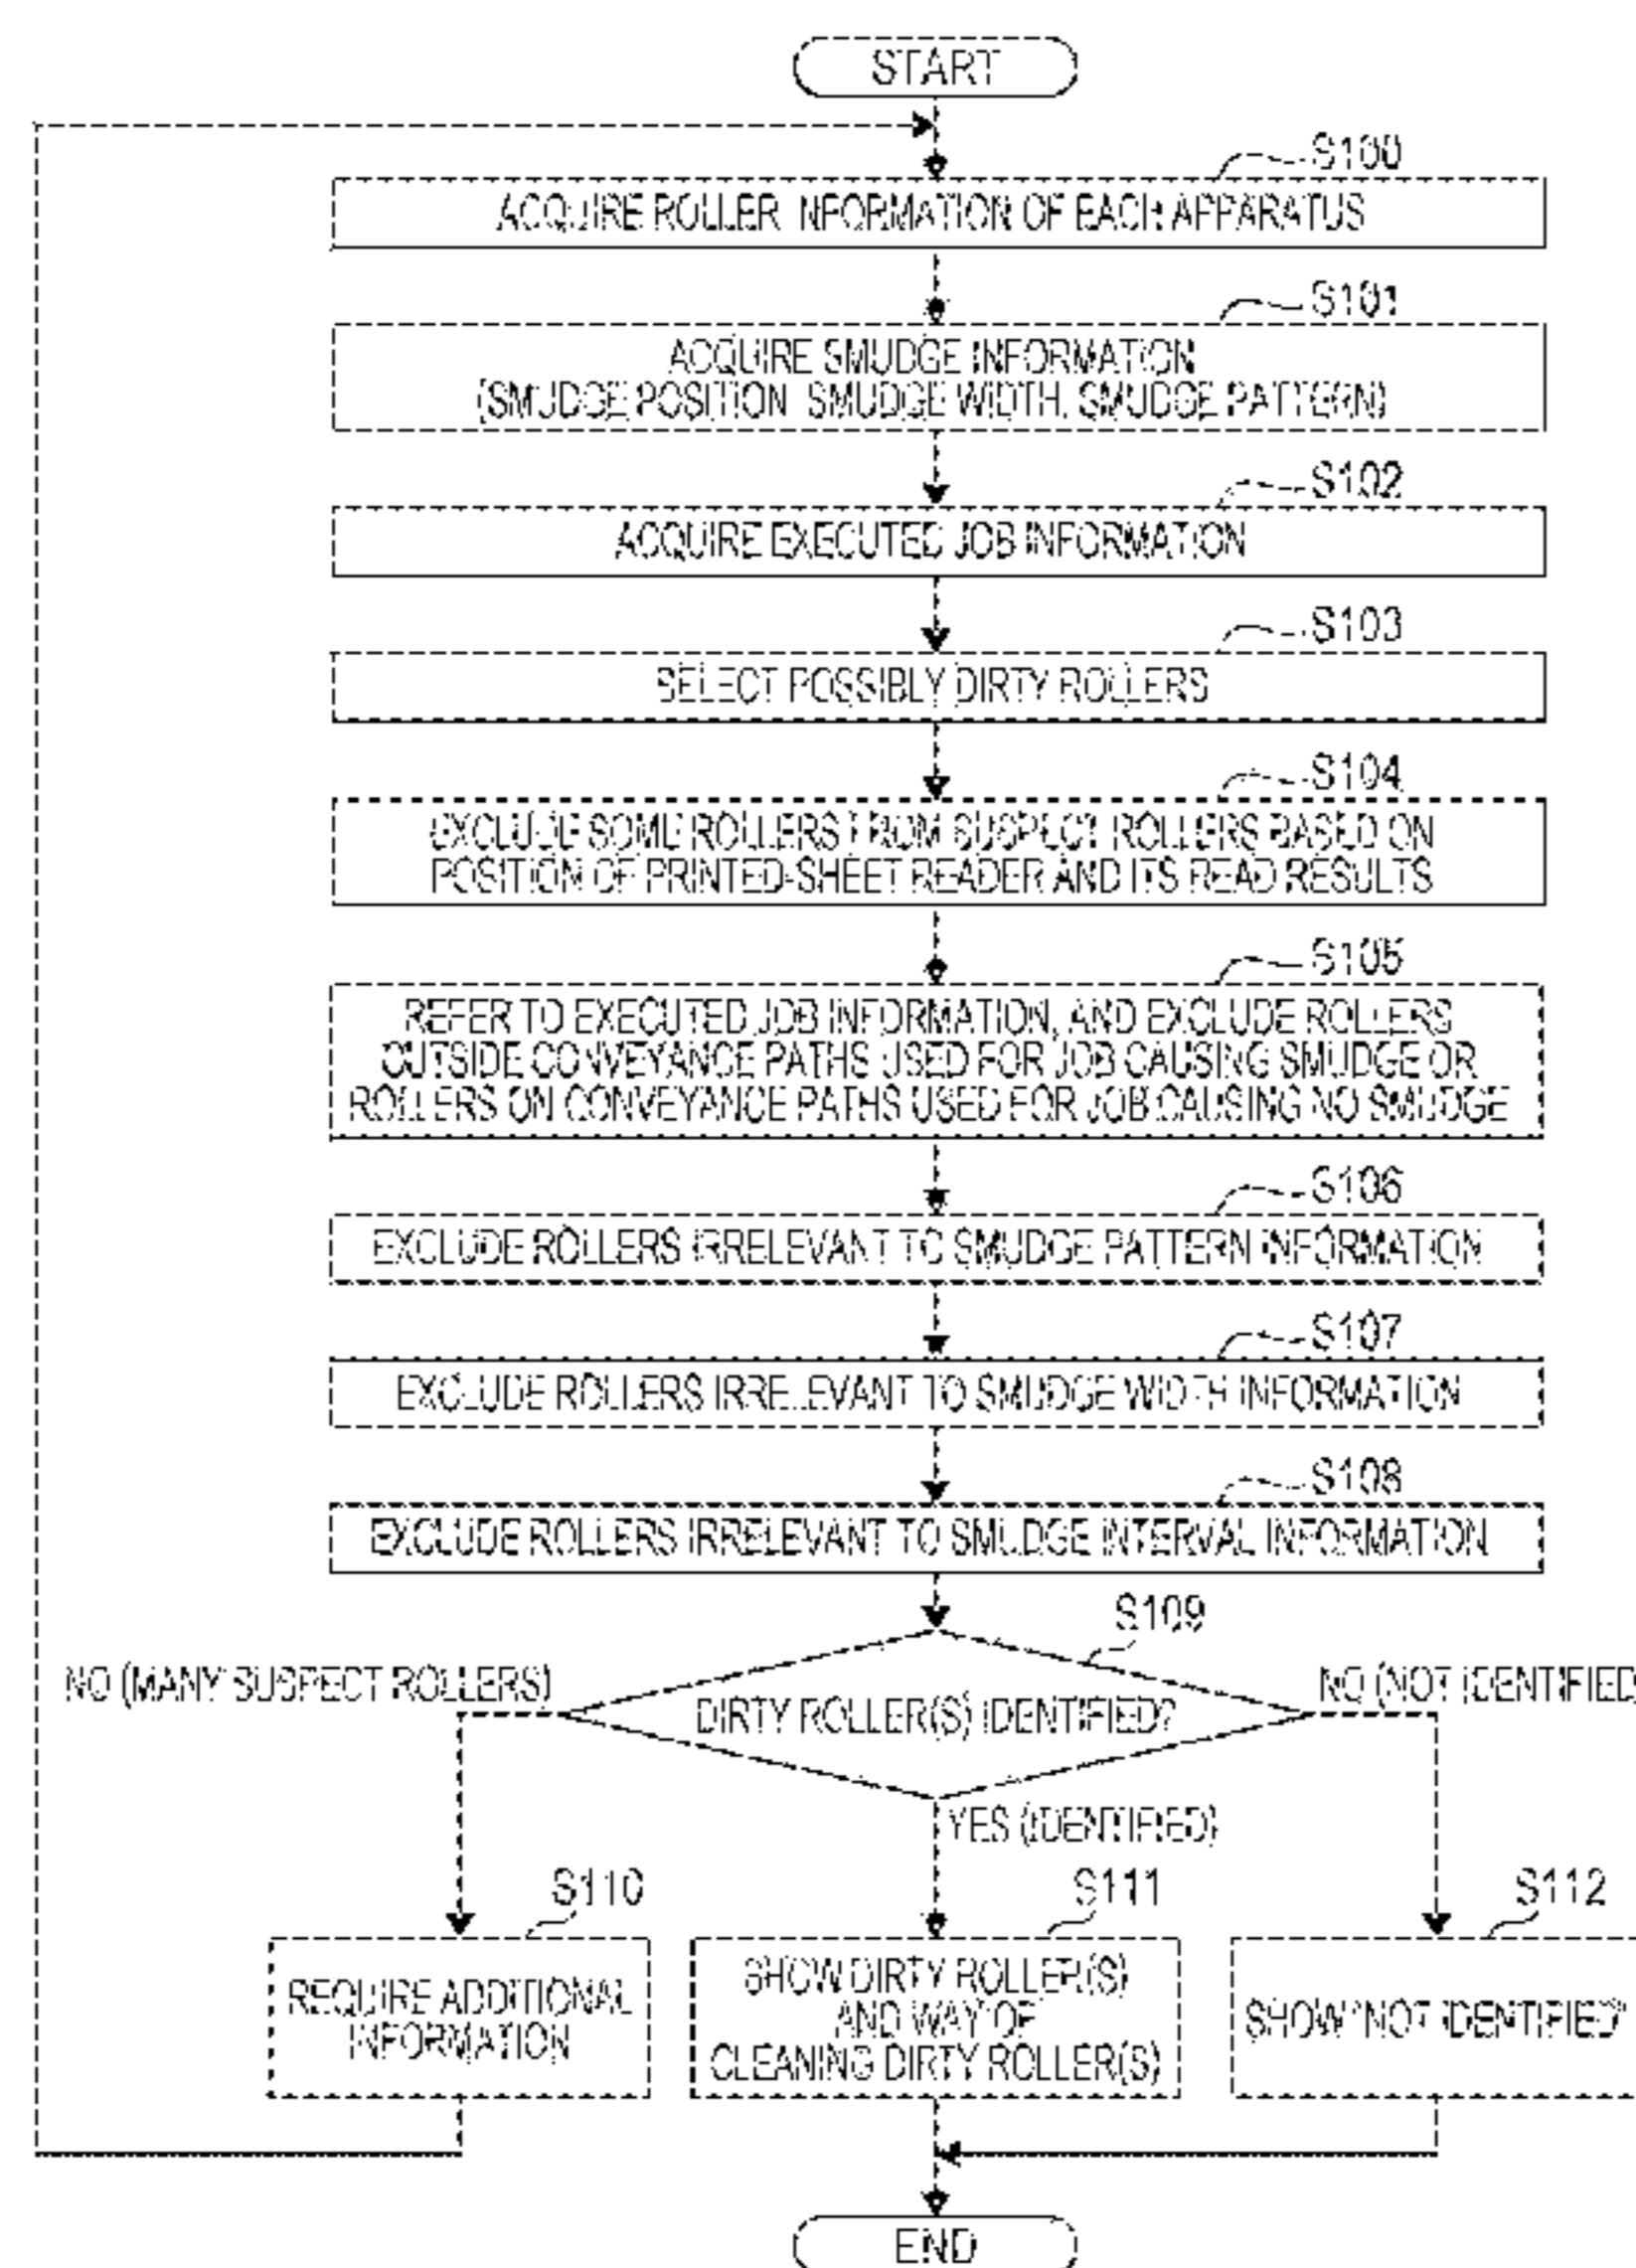 START
S100
ACQUIRE ROLLER INFORMATION OF EACH APPARATUS
S101
ACQUIRE SMUDGE INFORMATION
(SMUDGE POSITION, SMUDGE WIDTH, SMUDGE PATTERN)
S102
ACQUIRE EXECUTED JOB INFORMATION
S103
SELECT POSSIBLY DIRTY ROLLERS
S104
EXCLUDE SOME ROLLERS FROM SUSPECT ROLLERS BASED ON
POSITION OF PRINTED-SHEET READER AND ITS READ RESULTS
S105
REFER TO EXECUTED JOB INFORMATION, AND EXCLUDE ROLLERS
OUTSIDE CONVEYANCE PATHS USED FOR JOB CAUSING SMUDGE OR
ROLLERS ON CONVEYANCE PATHS USED FOR JOB CAUSING NO SMUDGE
S106
EXCLUDE ROLLERS IRRELEVANT TO SMUDGE PATTERN INFORMATION
S107
EXCLUDE ROLLERS IRRELEVANT TO SMUDGE WIDTH INFORMATION
S108
EXCLUDE ROLLERS IRRELEVANT TO SMUDGE INTERVAL INFORMATION
S109
DIRTY ROLLER(S) IDENTIFIED?
NO (MANY SUSPECT ROLLERS)
NO (NOT IDENTIFIED)
YES (IDENTIFIED)
S110
REQUIRE ADDITIONAL
INFORMATION
S111
SHOW DIRTY ROLLER(S)
AND WAY OF
CLEANING DIRTY ROLLER(S)
S112
SHOW "NOT IDENTIFIED"
END